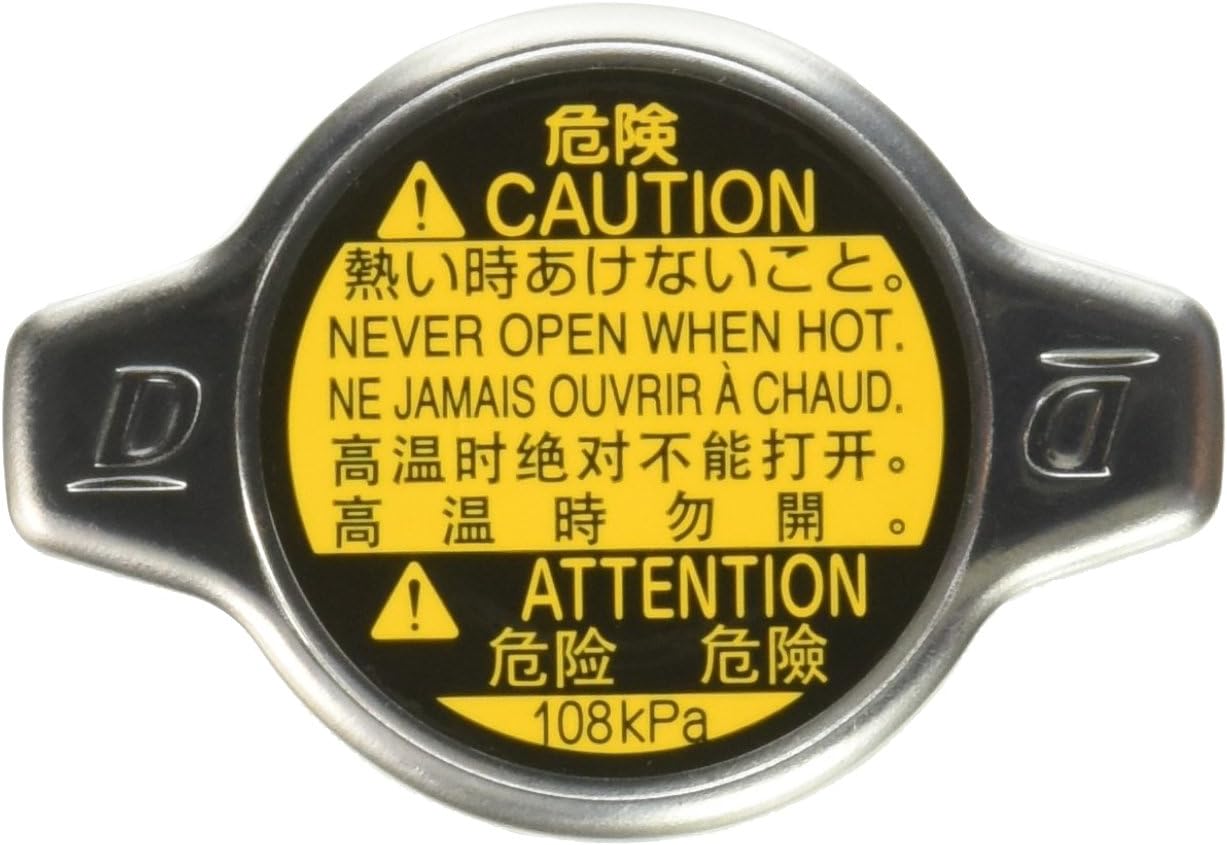 危険
CAUTION
熱い時あけないこと。
NEVER OPEN WHEN HOT.
NE JAMAIS OUVRIR À CHAUD.
高温时绝对不能打开。
高温時勿開。
ATTENTION
危险 危險
108kPa
D
D